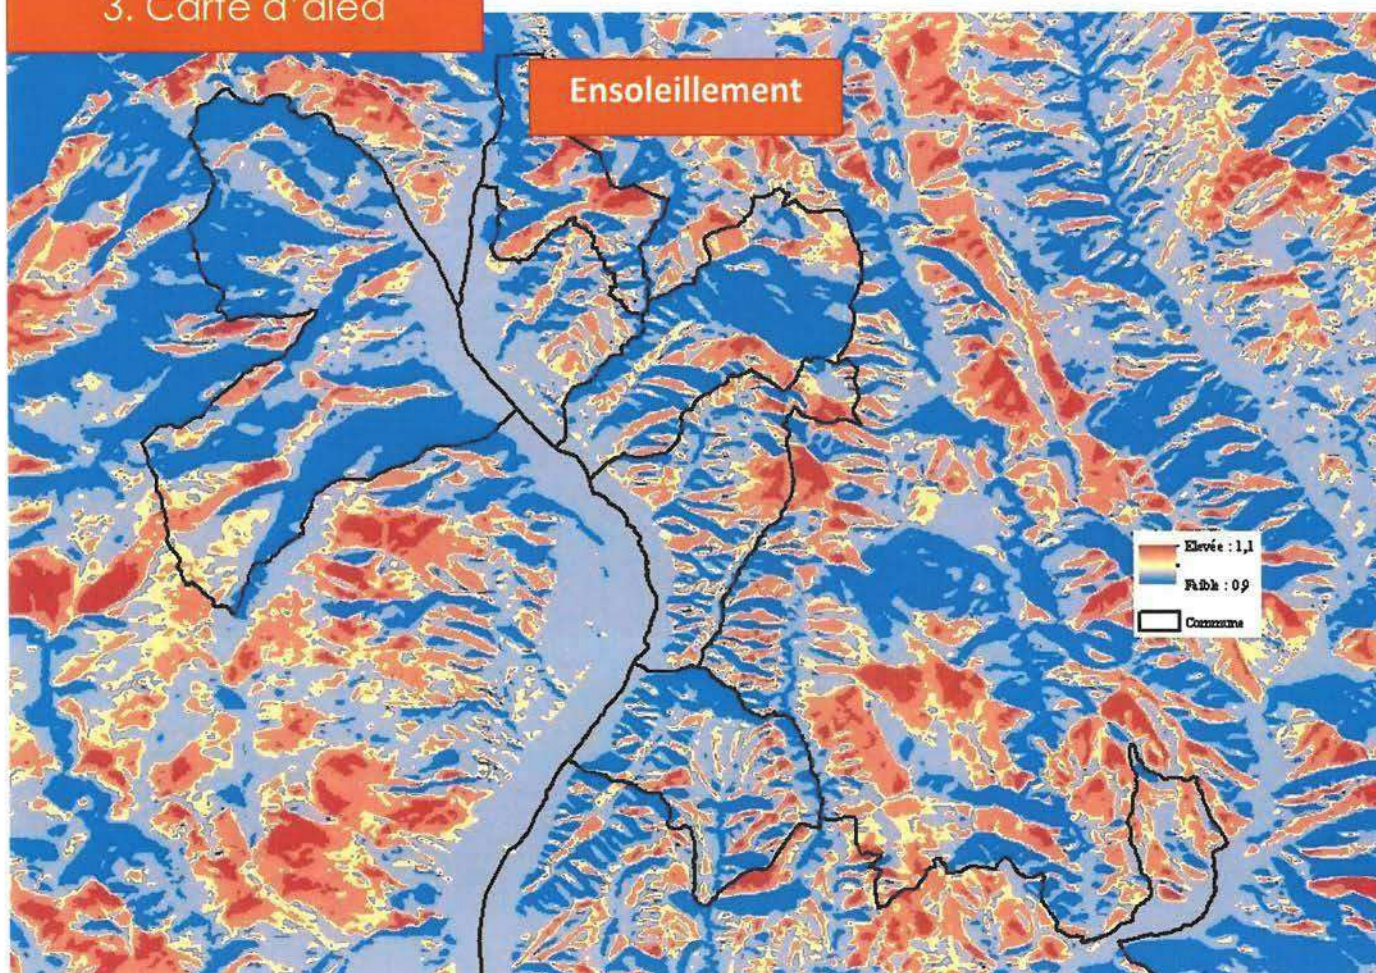 3. Carte d'aléa
Ensoleillement
Elevée : 1,1
Faible : 0,9
Commune